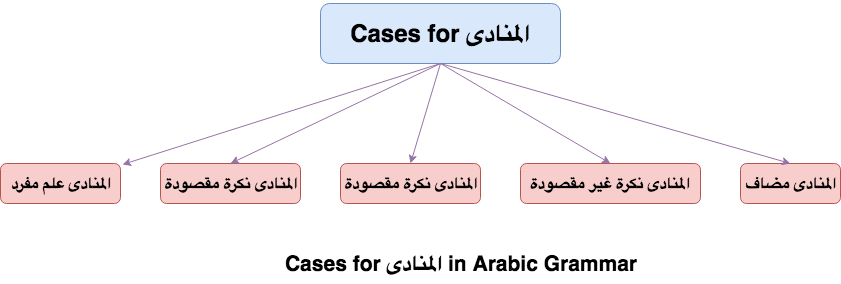 Cases for المنادى
المنادى علم مفرد
المنادى نكرة مقصودة
المنادى نكرة مقصودة
المنادى نكرة غير مقصودة
المنادى مضاف
Cases for المنادى in Arabic Grammar